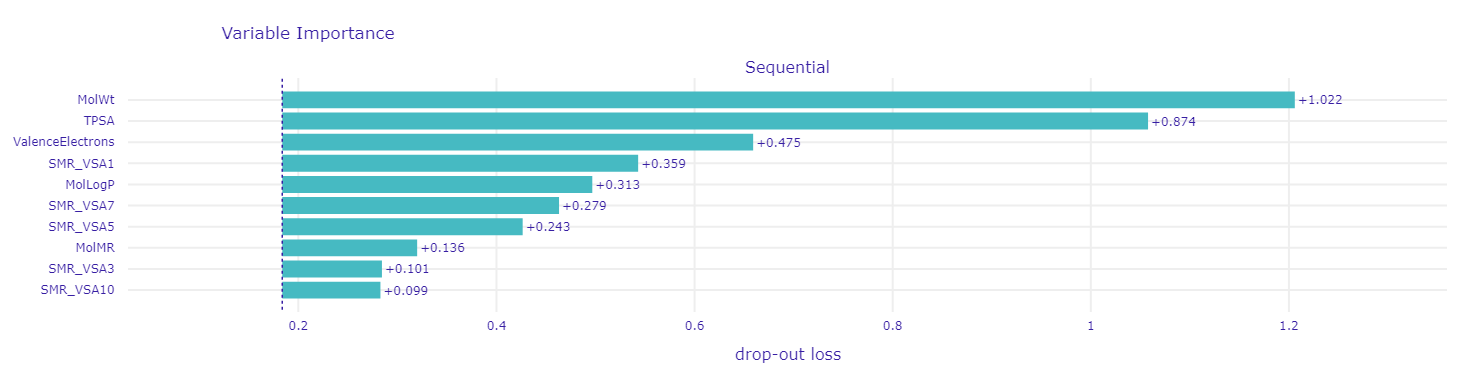 Variable Importance
Sequential
MolWt +1.022
TPSA +0.874
ValenceElectrons +0.475
SMR_VSA1 +0.359
MolLogP +0.313
SMR_VSA7 +0.279
SMR_VSA5 +0.243
MolMR +0.136
SMR_VSA3 +0.101
SMR_VSA10 +0.099
0.2 0.4 0.6 0.8 1 1.2
drop-out loss